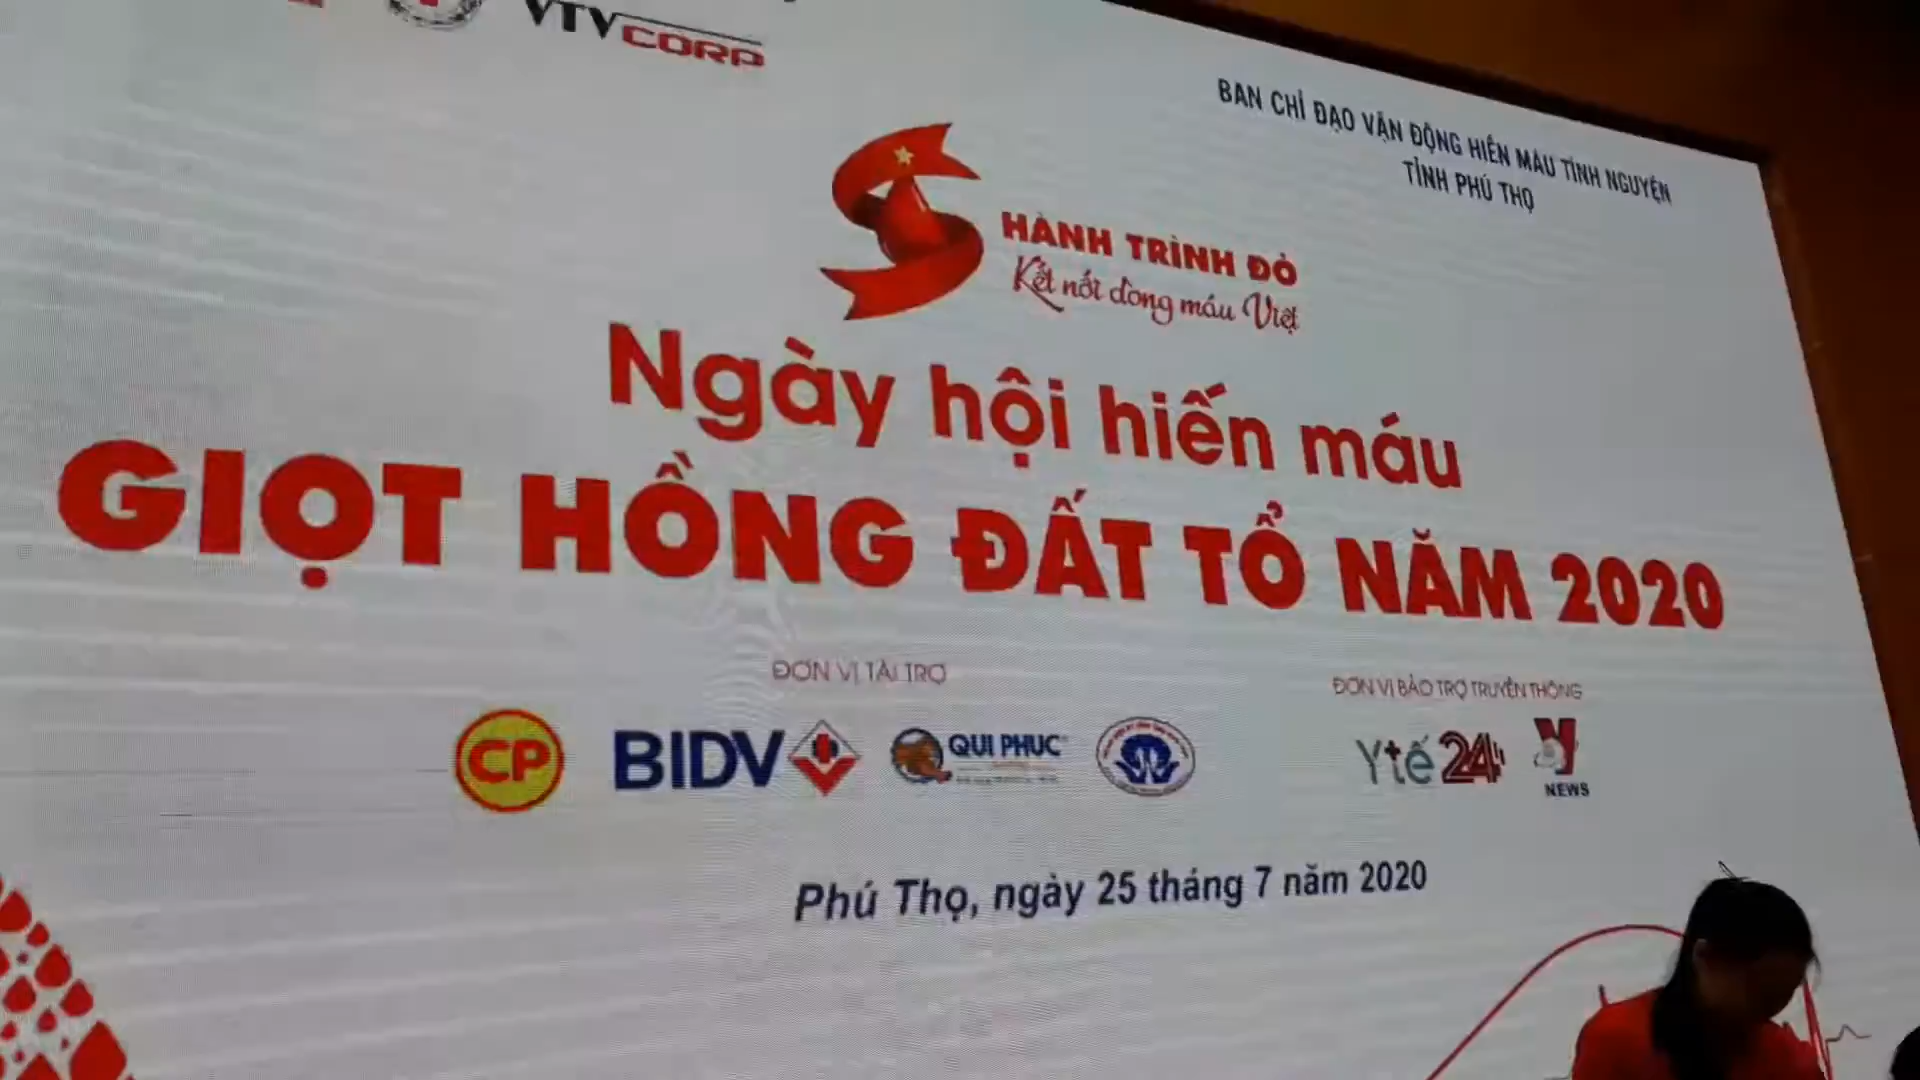 VTVCORP
BAN CHỈ ĐẠO VẬN ĐỘNG HIẾN MÁU TÌNH NGUYỆN
TỈNH PHÚ THỌ
HÀNH TRÌNH ĐỎ
Kết nối dòng máu Việt
Ngày hội hiến máu
GIỌT HỒNG ĐẤT TỔ NĂM 2020
ĐƠN VỊ TÀI TRỢ
ĐƠN VỊ BẢO TRỢ TRUYỀN THÔNG
CP
BIDV
QUI PHUC
Ytế 24h
NEWS
Phú Thọ, ngày 25 tháng 7 năm 2020